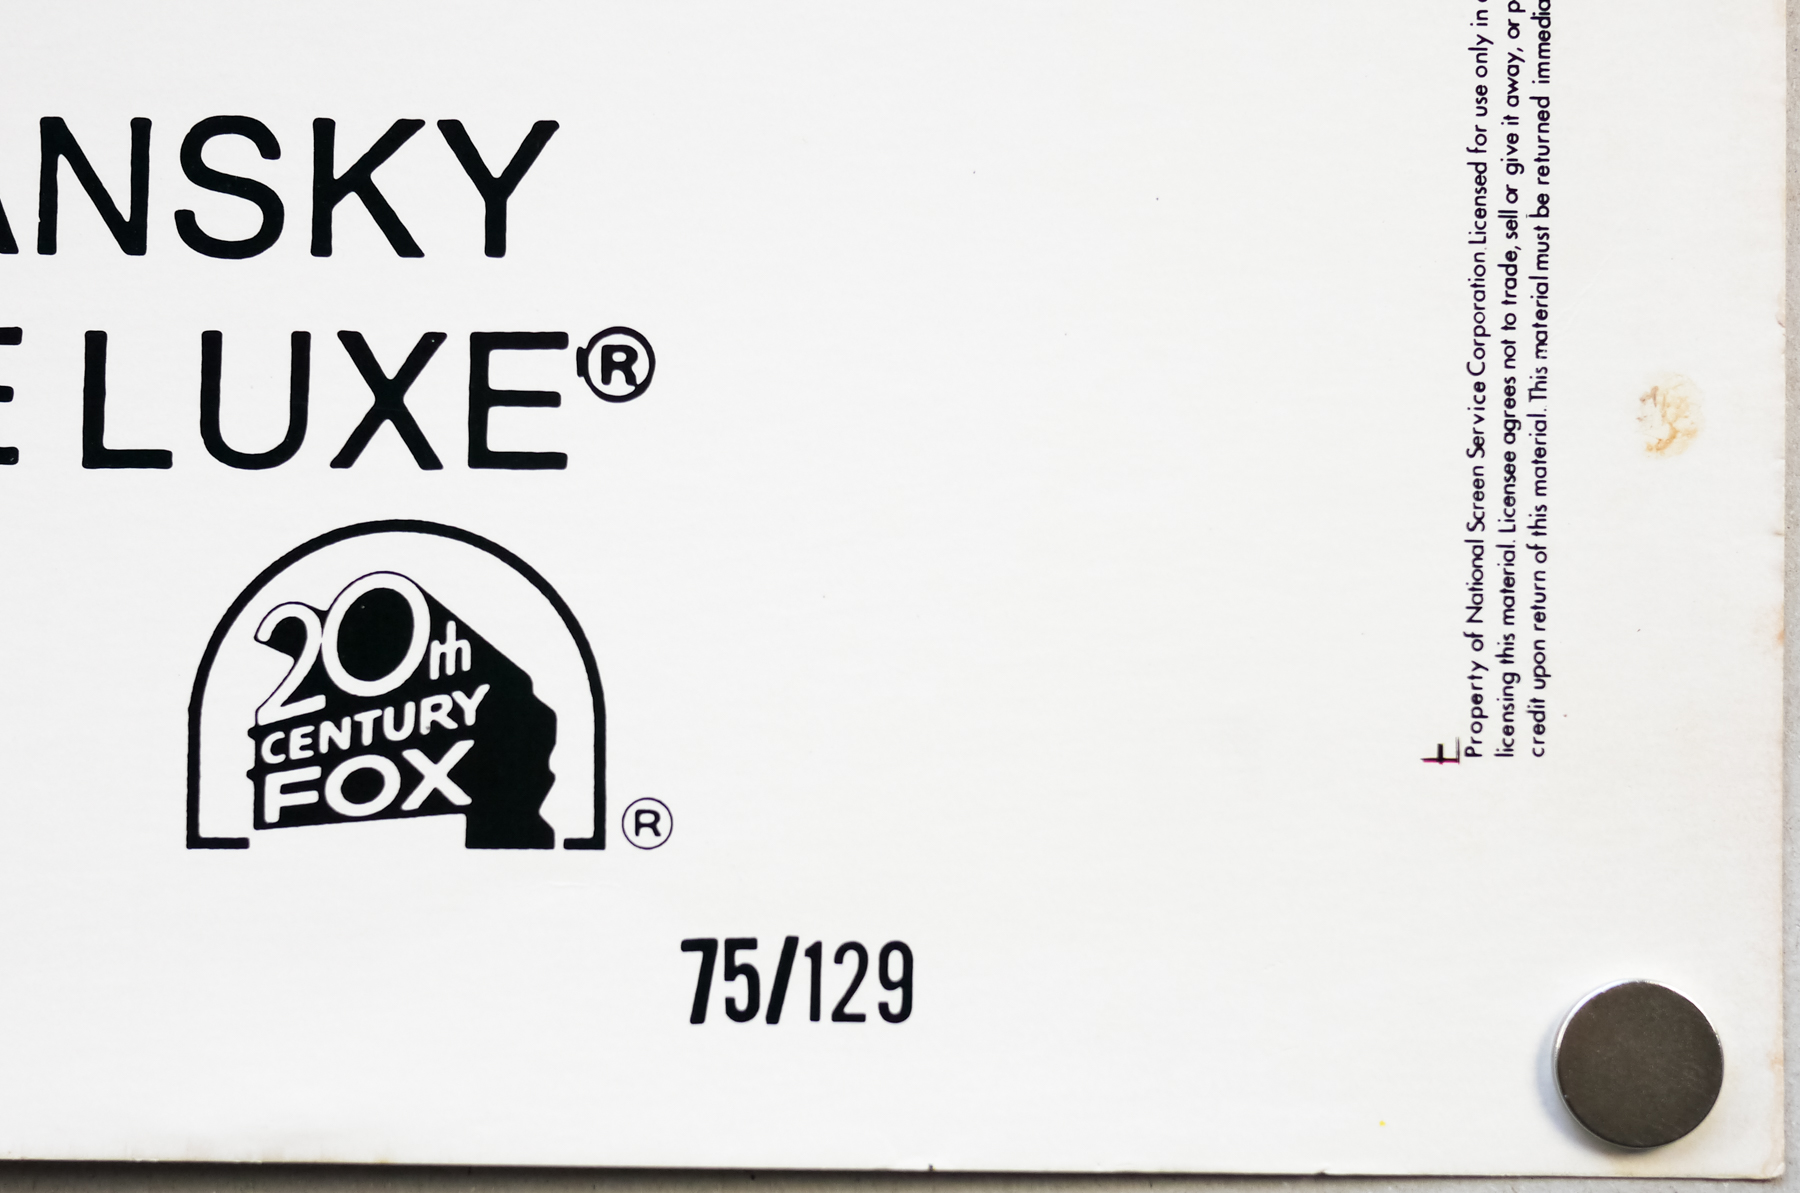 ANSKY
E LUXE®
20th
CENTURY
FOX
®
75/129
Property of National Screen Service Corporation. Licensed for use only in
licensing this material. Licensee agrees not to trade, sell or give it away, or
credit upon return of this material. This material must be returned